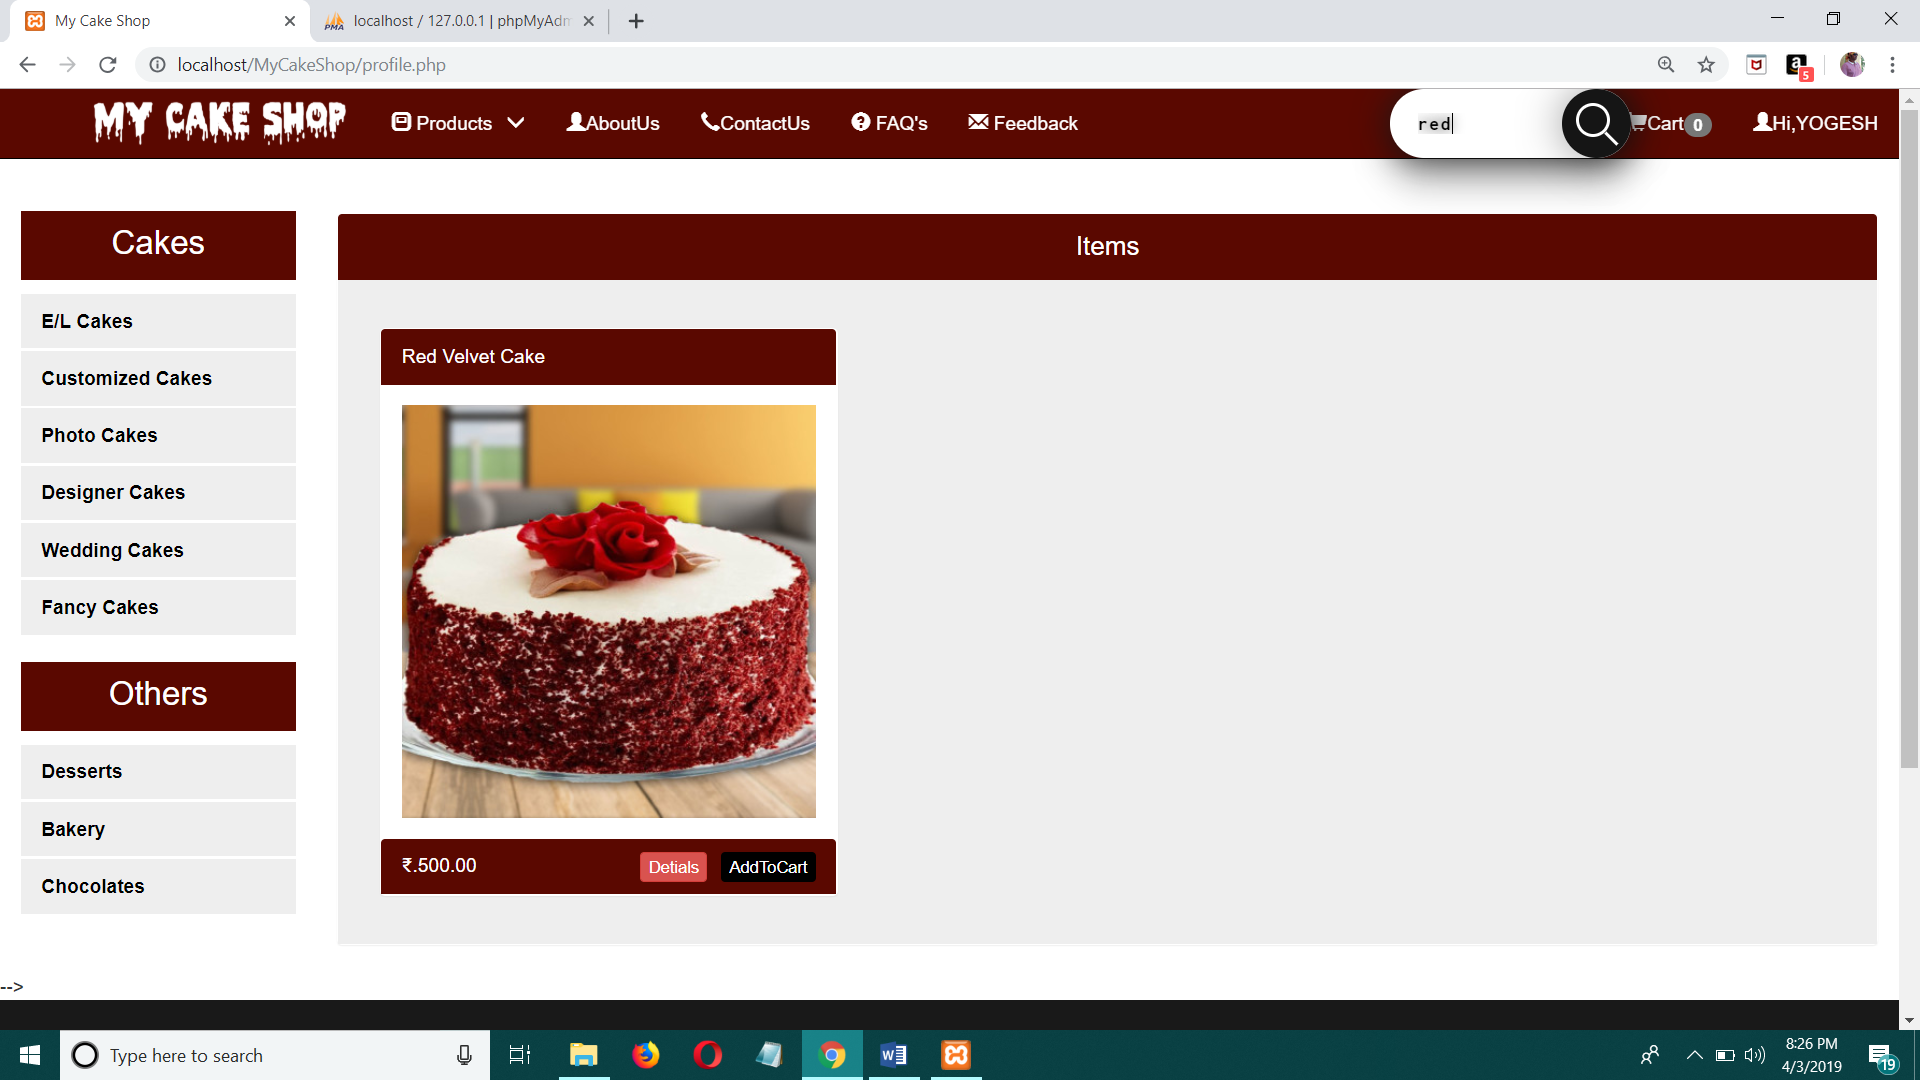 My Cake Shop
localhost / 127.0.0.1 | phpMyAdm
localhost/MyCakeShop/profile.php
5
MY CAKE SHOP
Products
AboutUs
ContactUs
FAQ's
Feedback
red
Cart 0
Hi,YOGESH
Cakes
E/L Cakes
Customized Cakes
Photo Cakes
Designer Cakes
Wedding Cakes
Fancy Cakes
Others
Desserts
Bakery
Chocolates
Items
Red Velvet Cake
₹.500.00
Detials
AddToCart
-->
Type here to search
8:26 PM
4/3/2019
19